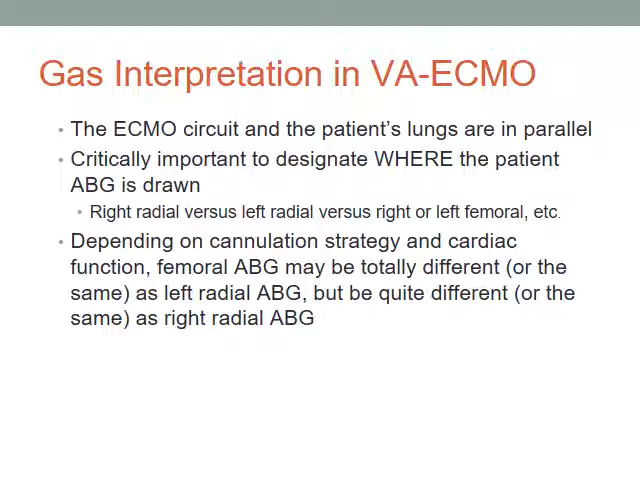 Gas Interpretation in VA-ECMO
• The ECMO circuit and the patient's lungs are in parallel
• Critically important to designate WHERE the patient
ABG is drawn
• Right radial versus left radial versus right or left femoral, etc.
• Depending on cannulation strategy and cardiac
function, femoral ABG may be totally different (or the
same) as left radial ABG, but be quite different (or the
same) as right radial ABG